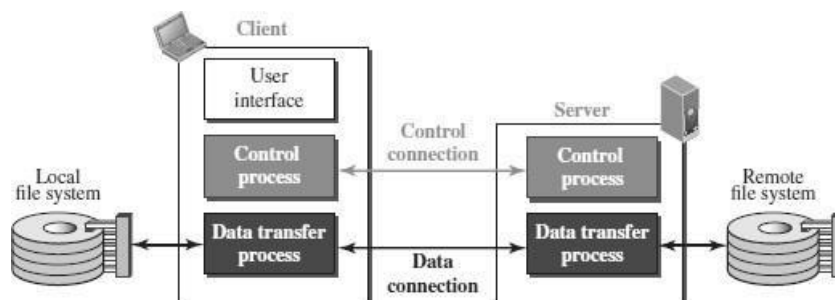 Client
User
interface
Server
Control
connection
Control
process
Control
process
Local
file system
Remote
file system
Data transfer
process
Data transfer
process
Data
connection